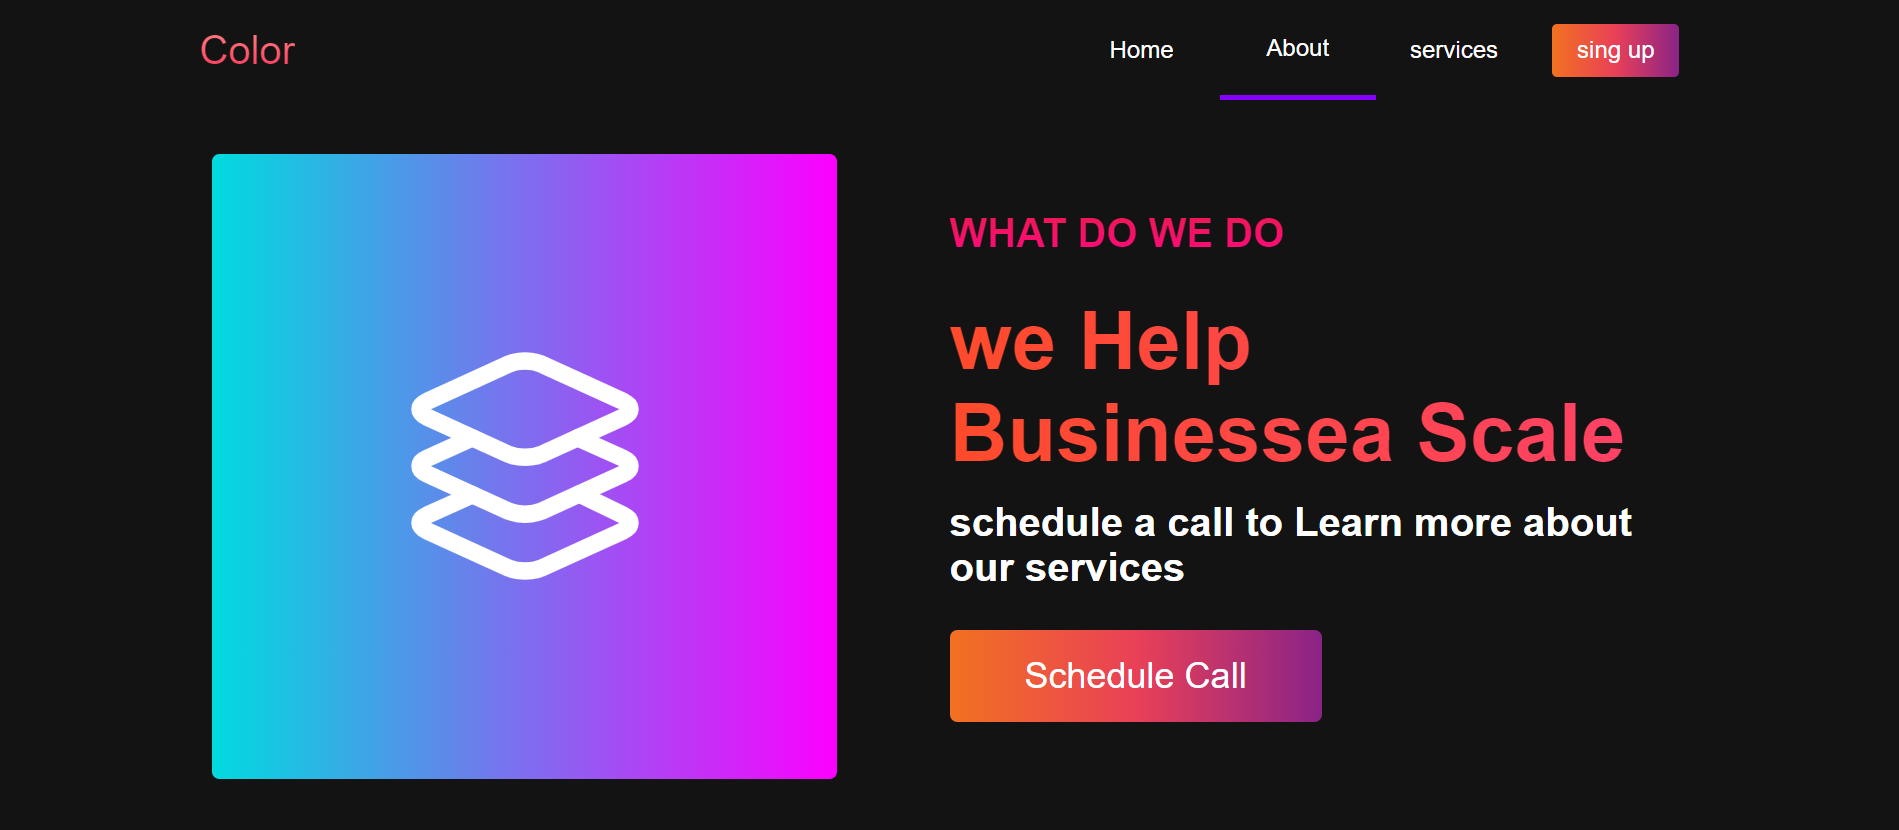 Color
Home
About
services
sing up
WHAT DO WE DO
we Help
Businessea Scale
schedule a call to Learn more about
our services
Schedule Call